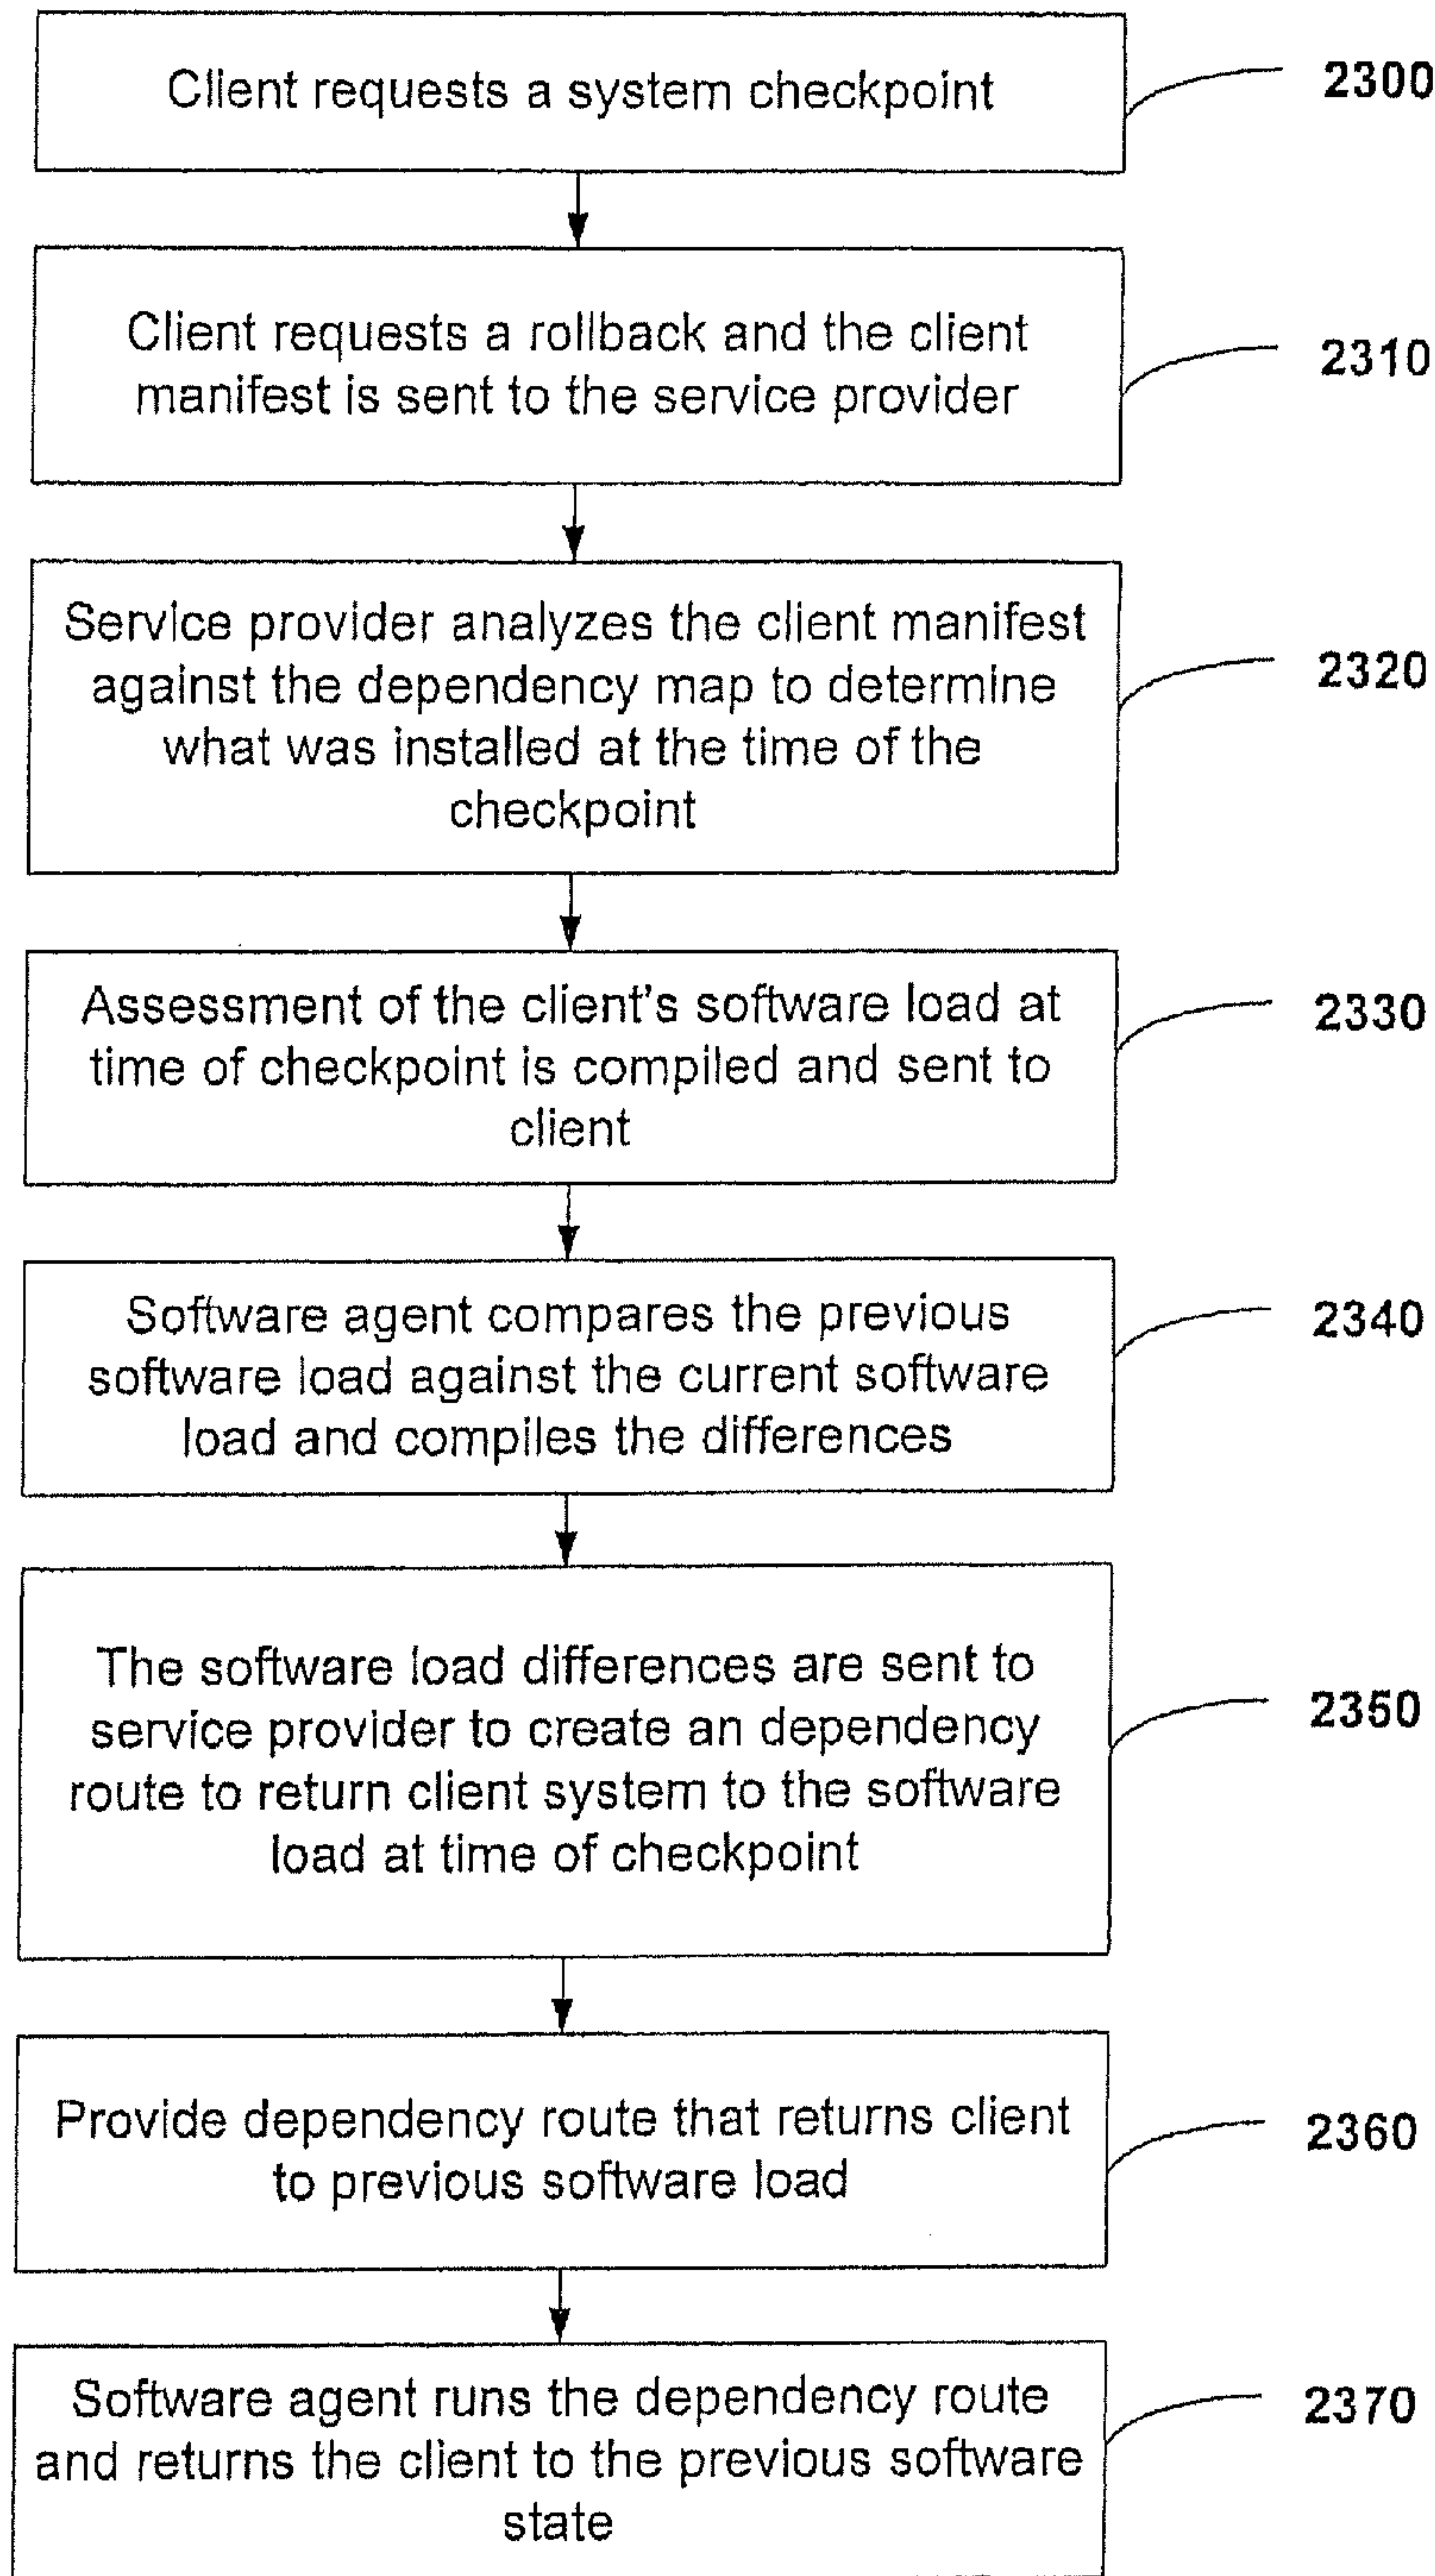 Client requests a system checkpoint
2300
Client requests a rollback and the client
manifest is sent to the service provider
2310
Service provider analyzes the client manifest
against the dependency map to determine
what was installed at the time of the
checkpoint
2320
Assessment of the client's software load at
time of checkpoint is compiled and sent to
client
2330
Software agent compares the previous
software load against the current software
load and compiles the differences
2340
The software load differences are sent to
service provider to create an dependency
route to return client system to the software
load at time of checkpoint
2350
Provide dependency route that returns client
to previous software load
2360
Software agent runs the dependency route
and returns the client to the previous software
state
2370